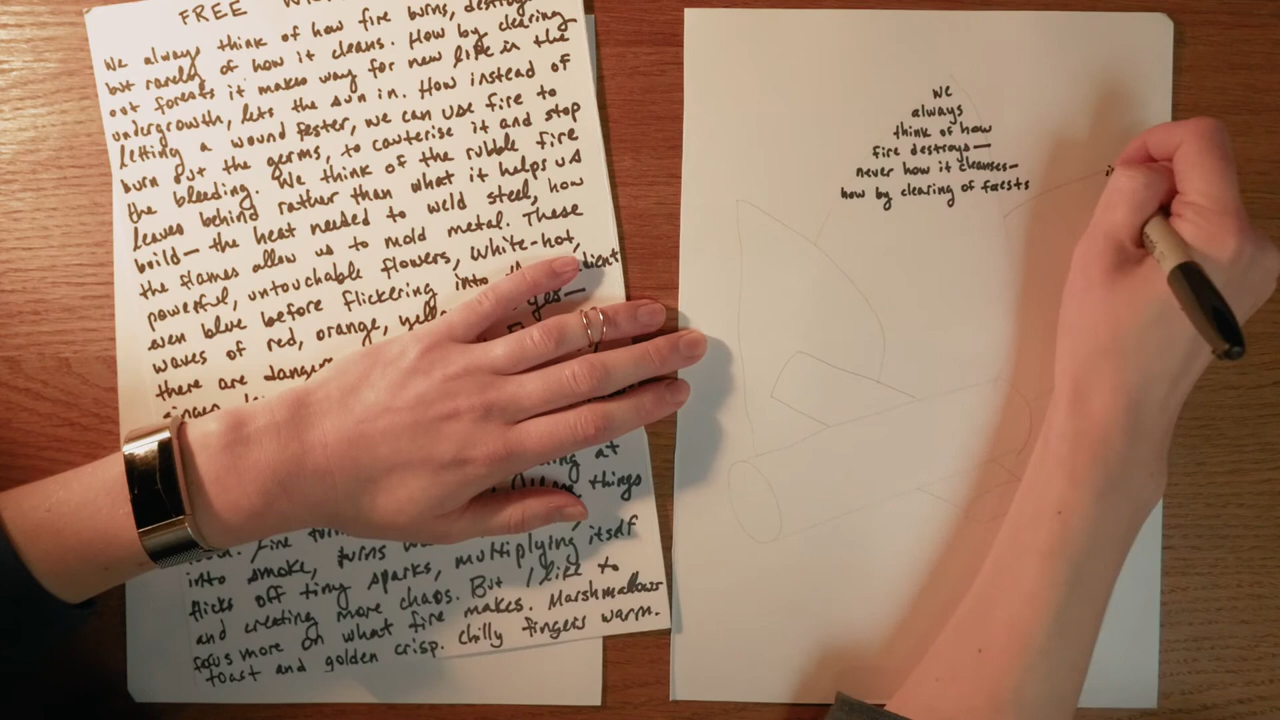 FREE
We always think of how fire burns, destroys
but rarely of how it cleans. How by clearing
out forests it makes way for new life in the
undergrowth, lets the sun in. How instead of
letting a wound fester, we can use fire to
burn out the germs, to cauterise it and stop
the bleeding. We think of the rubble fire
leaves behind rather than what it helps us
build— the heat needed to weld steel, how
the flames allow us to mold metal. These
powerful, untouchable flowers, white-hot,
even blue before flickering into
waves of red, orange, yes—
there are
at
things
into smoke, turns
flicks off tiny sparks, multiplying itself
and creating more chaos. But I like to
focus more on what fire makes. Marshmallows
toast and golden crisp. Chilly fingers warm.
We
always
think of how
fire destroys—
never how it cleanses—
how by clearing of forests